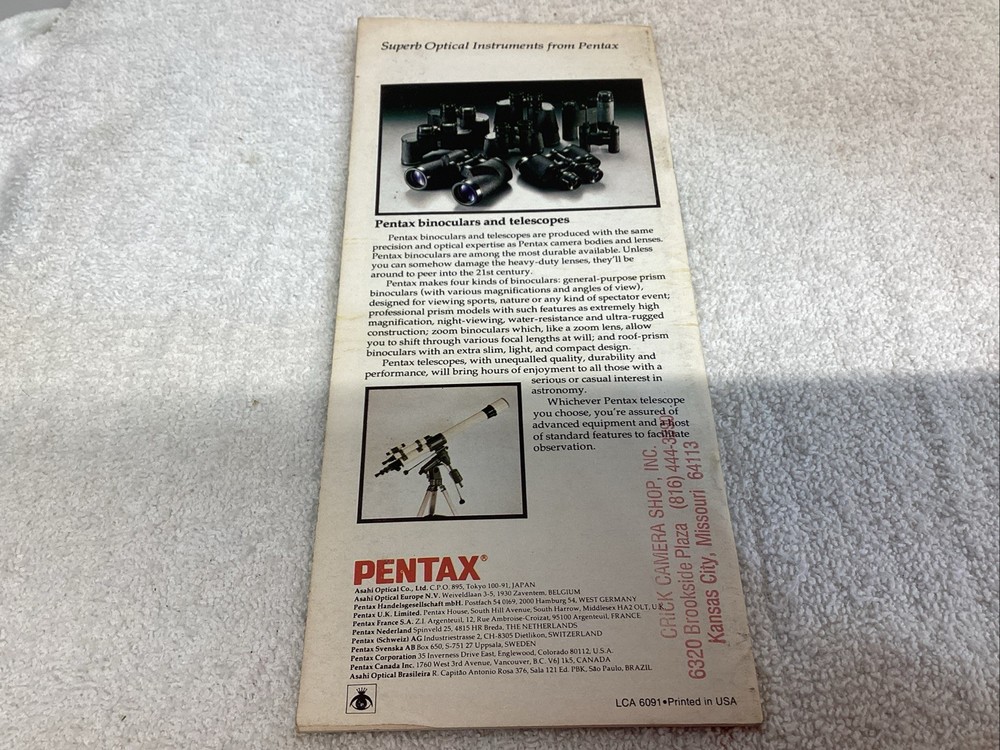 Superb Optical Instruments from Pentax
Pentax binoculars and telescopes
Pentax binoculars and telescopes are produced with the same
precision and optical expertise as Pentax camera bodies and lenses.
Pentax binoculars are among the most durable available. Unless
you can somehow damage the heavy-duty lenses, they'll be
around to peer into the 21st century.
Pentax makes four kinds of binoculars: general-purpose prism
binoculars (with various magnifications and angles of view),
designed for viewing sports, nature or any kind of spectator event;
professional prism models with such features as extremely high
magnification, night-viewing, water-resistance and ultra-rugged
construction; zoom binoculars which, like a zoom lens, allow
you to shift through various focal lengths at will; and roof-prism
binoculars with an extra slim, light, and compact design.
Pentax telescopes, with unequalled quality, durability and
performance, will bring hours of enjoyment to all those with a
serious or casual interest in
astronomy.
Whichever Pentax telescope
you choose, you're assured of
advanced equipment and a host
of standard features to facilitate
observation.
PENTAX®
Asahi Optical Co., Ltd. C.P.O. 895, Tokyo 100-91, JAPAN
Asahi Optical Europe N.V. Weiveldlaan 3-5, 1930 Zaventem, BELGIUM
Pentax Handelsgesellschaft mbH. Postfach 54 0169, 2000 Hamburg 54, WEST GERMANY
Pentax U.K. Limited. Pentax House, South Hill Avenue, South Harrow, Middlesex HA2 OLT, U.K.
Pentax France S.A. Z.I. Argenteuil, 12, Rue Ambroise-Croizat, 95100 Argenteuil, FRANCE
Pentax Nederland Spinveld 25, 4815 HR Breda, THE NETHERLANDS
Pentax (Schweiz) AG Industriestrasse 2, CH-8305 Dietlikon, SWITZERLAND
Pentax Svenska AB Box 650, S-751 27 Uppsala, SWEDEN
Pentax Corporation 35 Inverness Drive East, Englewood, Colorado 80112, U.S.A.
Pentax Canada Inc. 1760 West 3rd Avenue, Vancouver, B.C. V6J 1K5, CANADA
Asahi Optical Brasileira R. Capitão Antonio Rosa 376, Sala 121 Ed. PBK, São Paulo, BRAZIL
LCA 6091•Printed in USA
CRICK CAMERA SHOP, INC.
6320 Brookside Plaza (816)
Kansas City, Missouri 64113